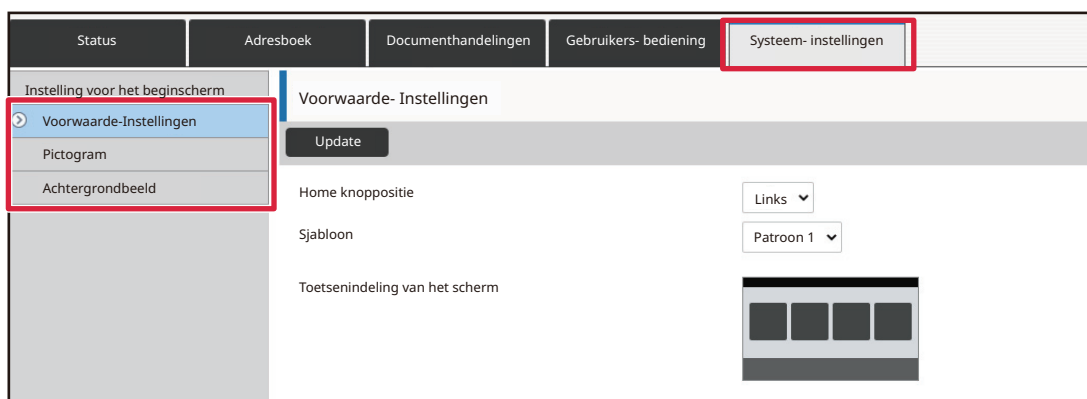 Status
Adresboek
Documenthandelingen
Gebruikers- bediening
Systeem- instellingen
Instelling voor het beginscherm
Voorwaarde-Instellingen
Pictogram
Achtergrondbeeld
Voorwaarde- Instellingen
Update
Home knoppositie
Links
Sjabloon
Patroon 1
Toetsenindeling van het scherm